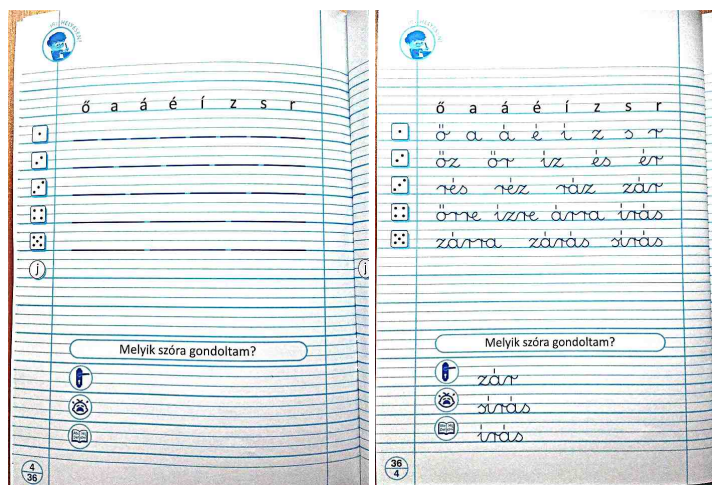 ő a á é í z s r
j
Melyik szóra gondoltam?
4
36
ő a á é í z s r
ő a á é í z s r
őz őr íz és ér
rés réz ráz zár
őrre ízre árra írás
zárra zárás sírás
j
Melyik szóra gondoltam?
zár
sírás
írás
36
4